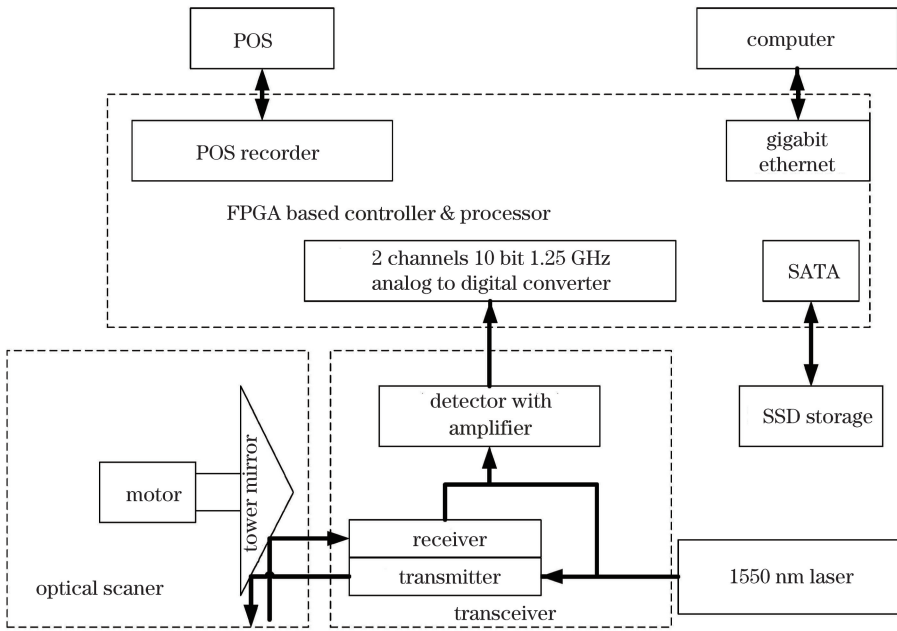 POS
computer
POS recorder
gigabit
ethernet
FPGA based controller & processor
2 channels 10 bit 1.25 GHz
analog to digital converter
SATA
detector with
amplifier
SSD storage
motor
tower mirror
receiver
transmitter
1550 nm laser
optical scaner
transceiver